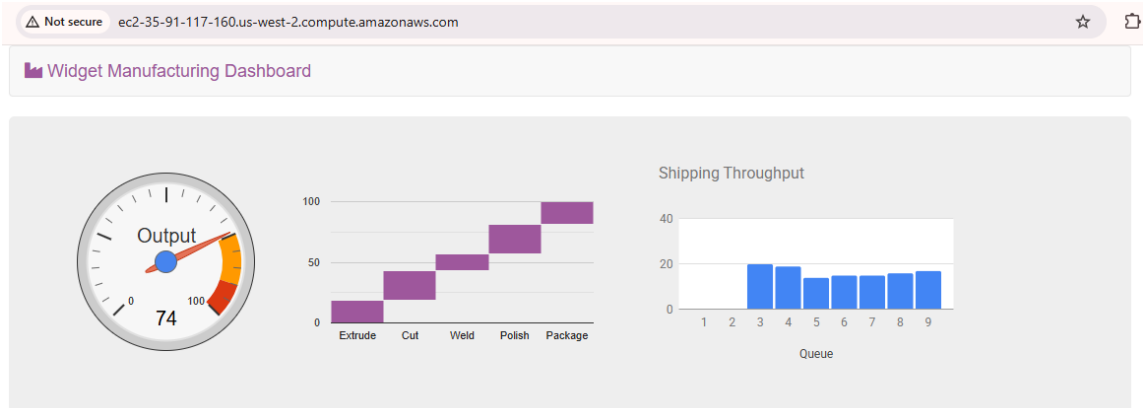 Not secure ec2-35-91-117-160.us-west-2.compute.amazonaws.com
Widget Manufacturing Dashboard
Output
0 100
74
100
50
0
Extrude Cut Weld Polish Package
Shipping Throughput
40
20
0
1 2 3 4 5 6 7 8 9
Queue